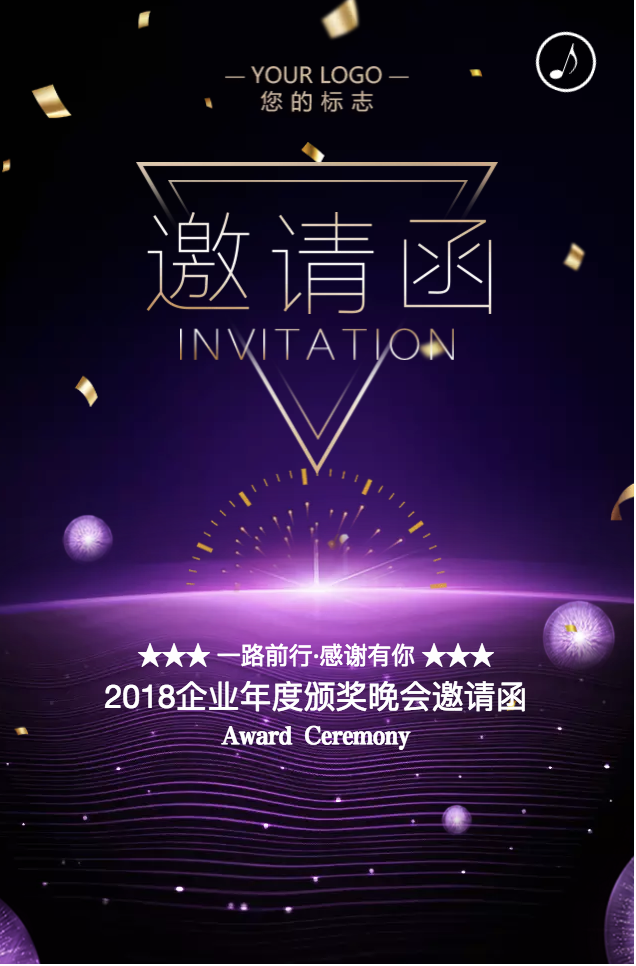 — YOUR LOGO —
您的标志
邀请函
INVITATION
★★★ 一路前行·感谢有你 ★★★
2018企业年度颁奖晚会邀请函
Award Ceremony